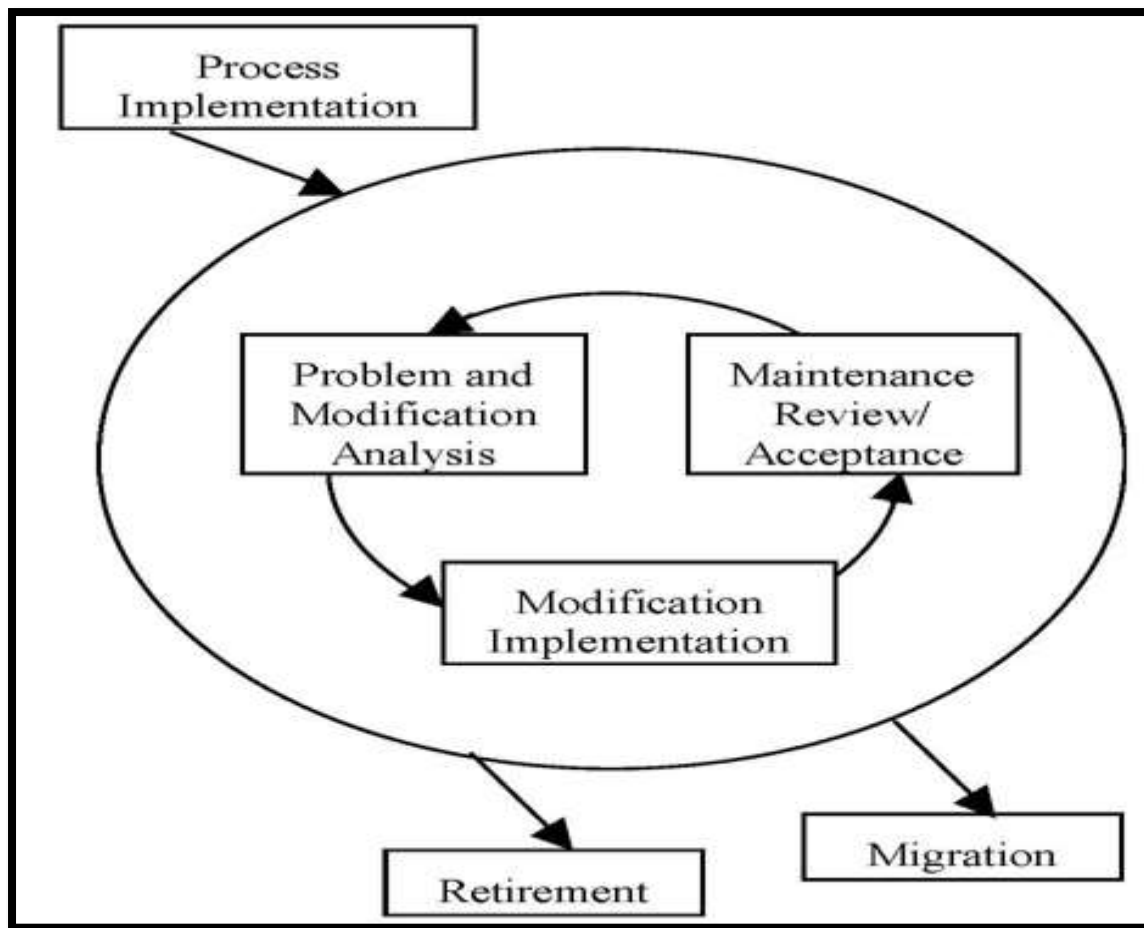 Process
Implementation
Problem and
Modification
Analysis
Maintenance
Review/
Acceptance
Modification
Implementation
Migration
Retirement